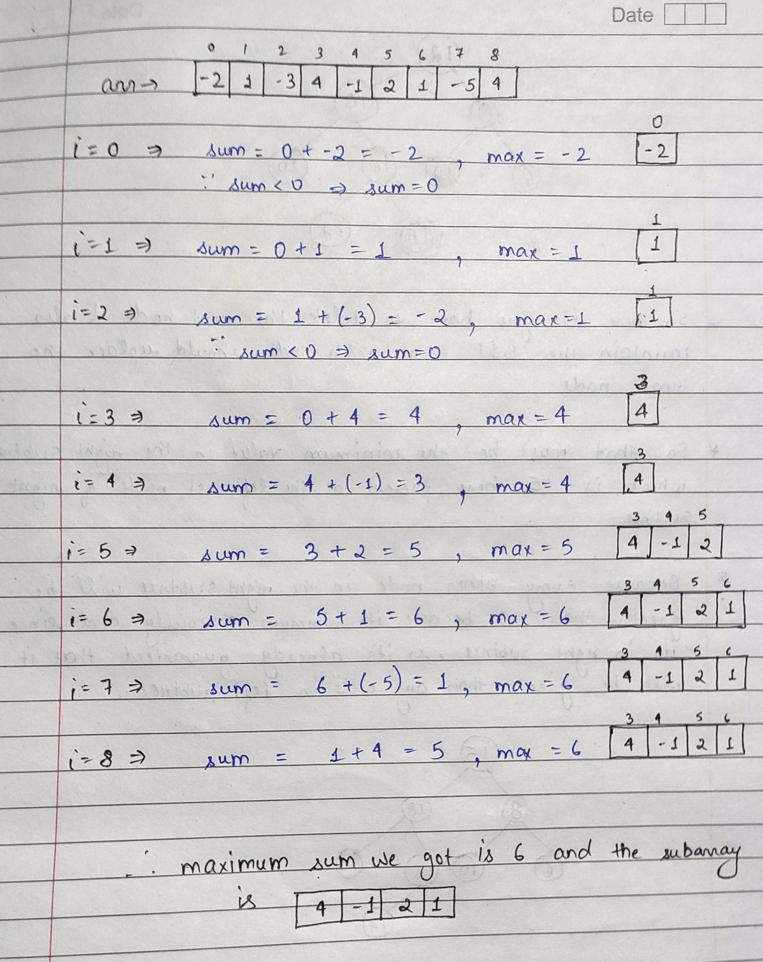 Date
0 1 2 3 4 5 6 7 8
arr→ -2 1 -3 4 -1 2 1 -5 4
0
i=0 ⇒ sum = 0 + -2 = -2 , max = -2 -2
∵ sum < 0 ⇒ sum = 0
1
i=1 ⇒ sum = 0 + 1 = 1 , max = 1 1
1
i=2 ⇒ sum = 1 + (-3) = -2 , max=1 1
∵ sum < 0 ⇒ sum=0
3
i=3 ⇒ sum = 0 + 4 = 4 , max = 4 4
3
i=4 ⇒ sum = 4 + (-1) = 3 , max = 4 4
3 4 5
i=5 ⇒ sum = 3 + 2 = 5 , max = 5 4 -1 2
3 4 5 6
i=6 ⇒ sum = 5 + 1 = 6 , max = 6 4 -1 2 1
3 4 5 6
i=7 ⇒ sum = 6 + (-5) = 1 , max = 6 4 -1 2 1
3 4 5 6
i=8 ⇒ sum = 1 + 4 = 5 , max = 6 4 -1 2 1
∴ maximum sum we got is 6 and the subarray
is 4 -1 2 1